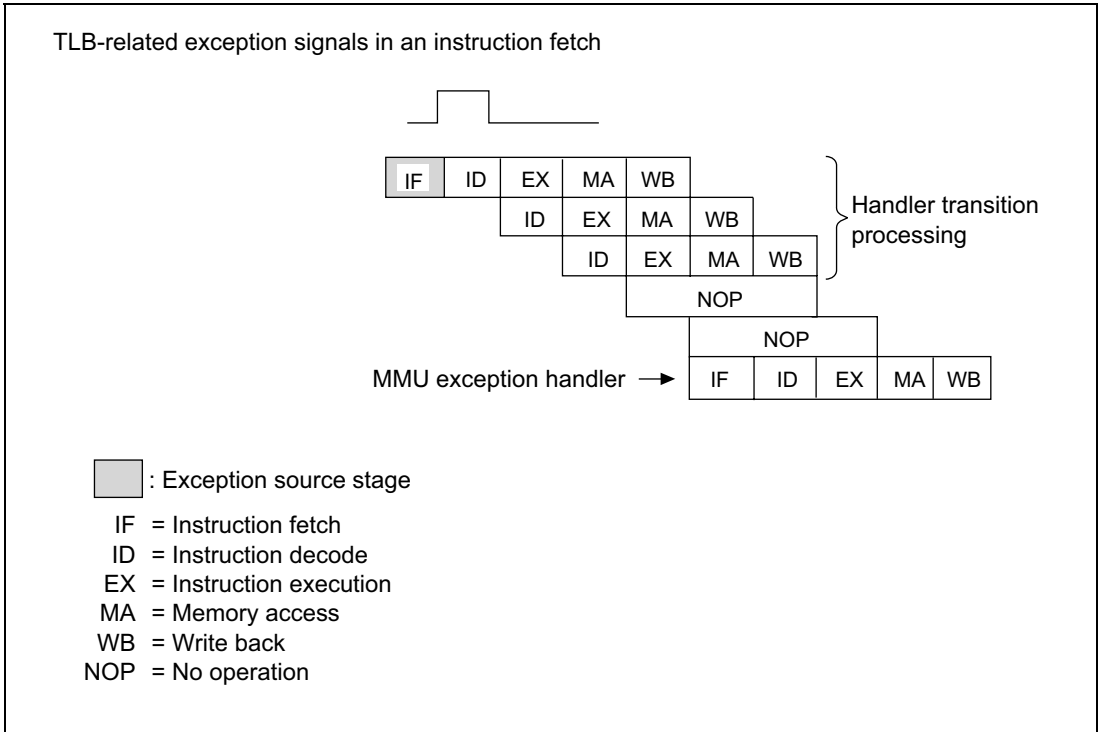 TLB-related exception signals in an instruction fetch
IF ID EX MA WB
ID EX MA WB
ID EX MA WB
Handler transition
processing
NOP
NOP
MMU exception handler → IF ID EX MA WB
: Exception source stage
IF = Instruction fetch
ID = Instruction decode
EX = Instruction execution
MA = Memory access
WB = Write back
NOP = No operation